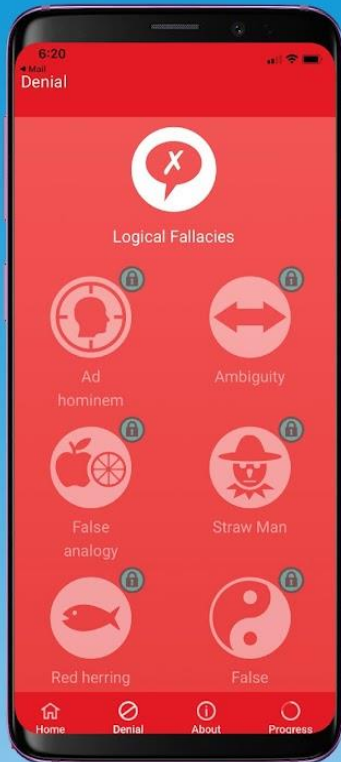 6:20
Mail
Denial
X
Logical Fallacies
Ad
hominem
Ambiguity
False
analogy
Straw Man
Red herring
False
Home
Denial
About
Progress